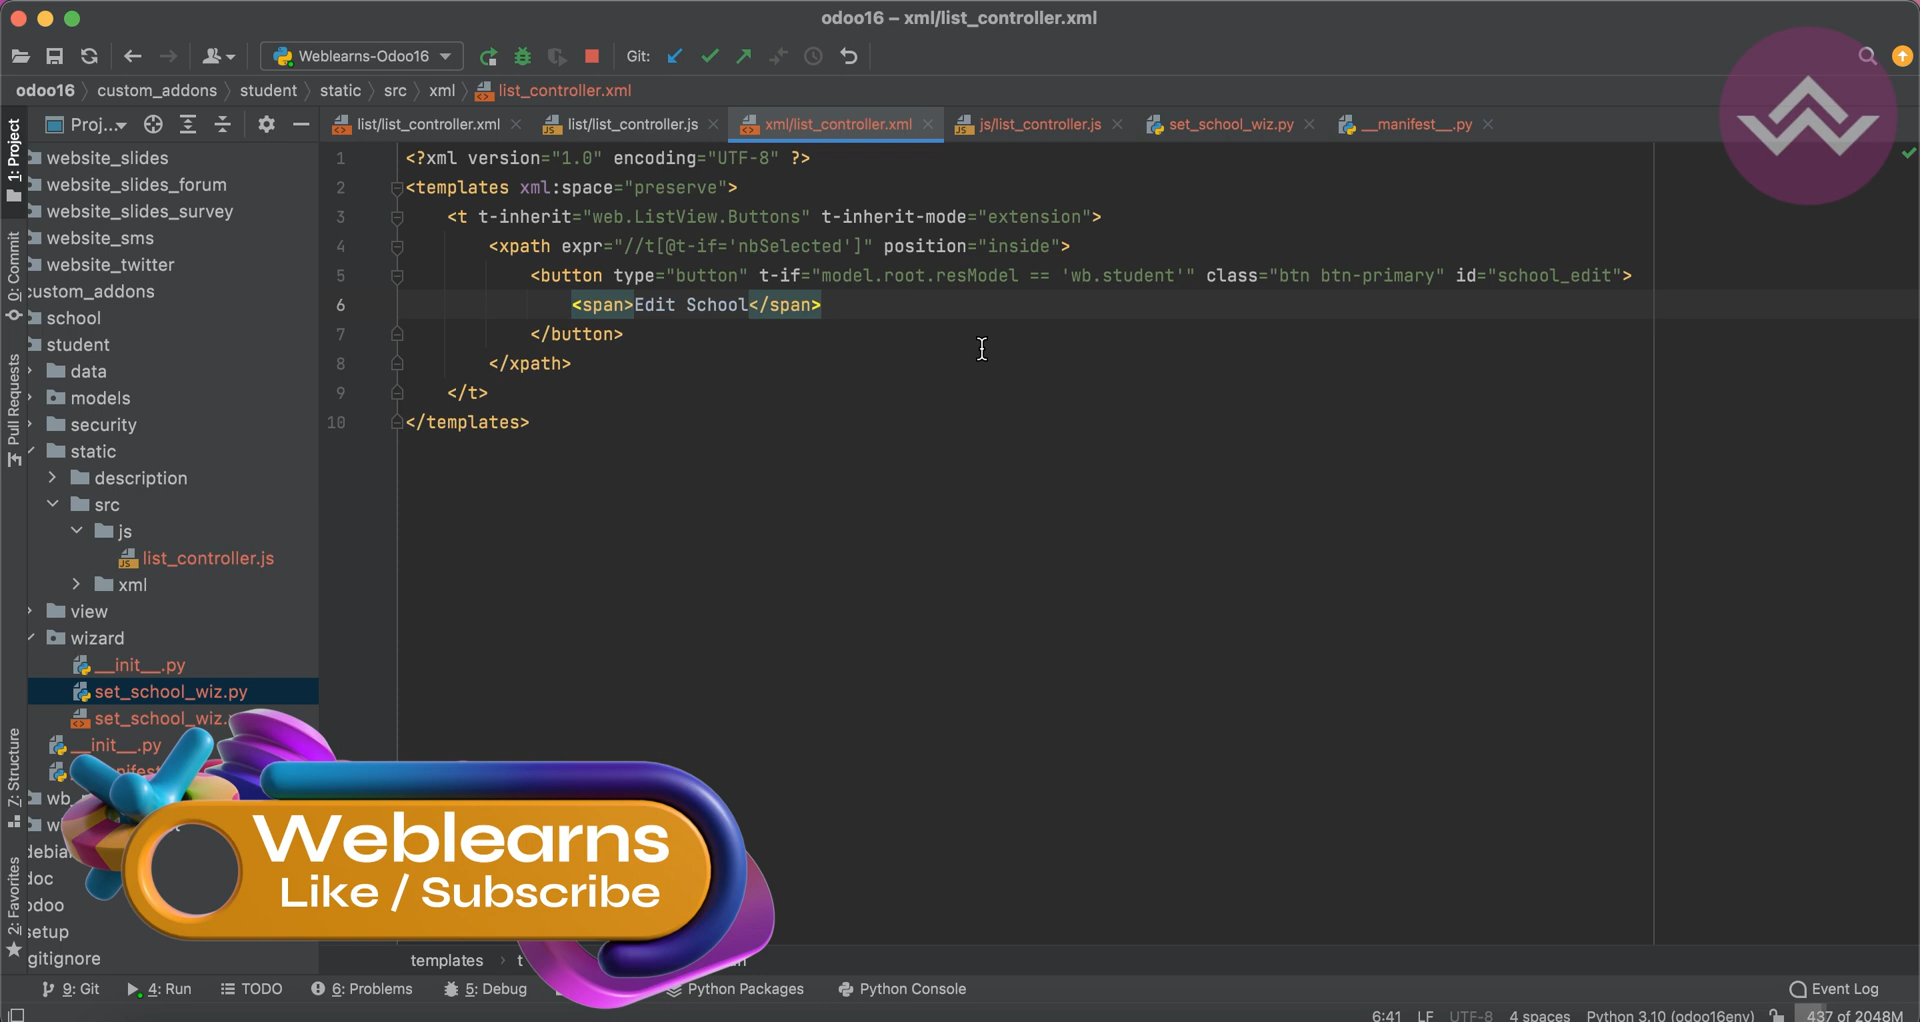 odoo16 – xml/list_controller.xml
Weblearns-Odoo16
Git:
odoo16
custom_addons
student
static
src
xml
list_controller.xml
Proj...
list/list_controller.xml
list/list_controller.js
xml/list_controller.xml
js/list_controller.js
set_school_wiz.py
__manifest__.py
1: Project
0: Commit
Pull Requests
7: Structure
2: Favorites
website_slides
website_slides_forum
website_slides_survey
website_sms
website_twitter
custom_addons
school
student
data
models
security
static
description
src
js
list_controller.js
xml
view
wizard
__init__.py
set_school_wiz.py
set_school_wiz.
__init__.py
wb_
doc
setup
gitignore
1 <?xml version="1.0" encoding="UTF-8" ?>
2 <templates xml:space="preserve">
3 <t t-inherit="web.ListView.Buttons" t-inherit-mode="extension">
4 <xpath expr="//t[@t-if='nbSelected']" position="inside">
5 <button type="button" t-if="model.root.resModel == 'wb.student'" class="btn btn-primary" id="school_edit">
6 <span>Edit School</span>
7 </button>
8 </xpath>
9 </t>
10 </templates>
Weblearns
Like / Subscribe
templates
t
9: Git
4: Run
TODO
6: Problems
5: Debug
Python Packages
Python Console
Event Log
6:41
LF
UTF-8
4 spaces
Python 3.10 (odoo16env)
437 of 2048M